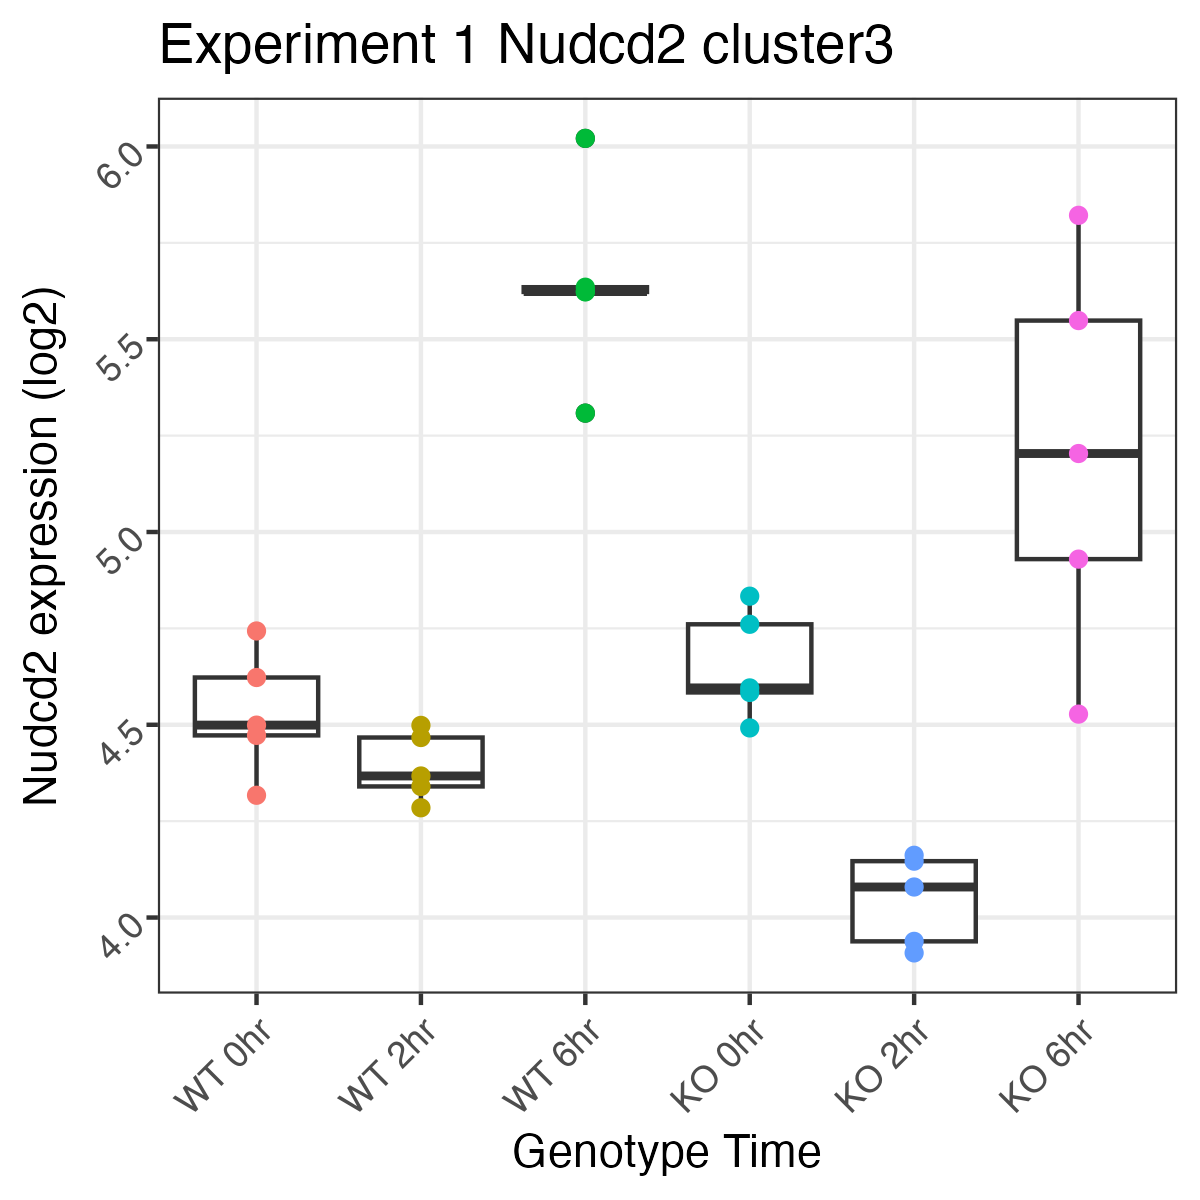 Experiment 1 Nudcd2 cluster3
Nudcd2 expression (log2)
6.0
5.5
5.0
4.5
4.0
WT 0hr
WT 2hr
WT 6hr
KO 0hr
KO 2hr
KO 6hr
Genotype Time